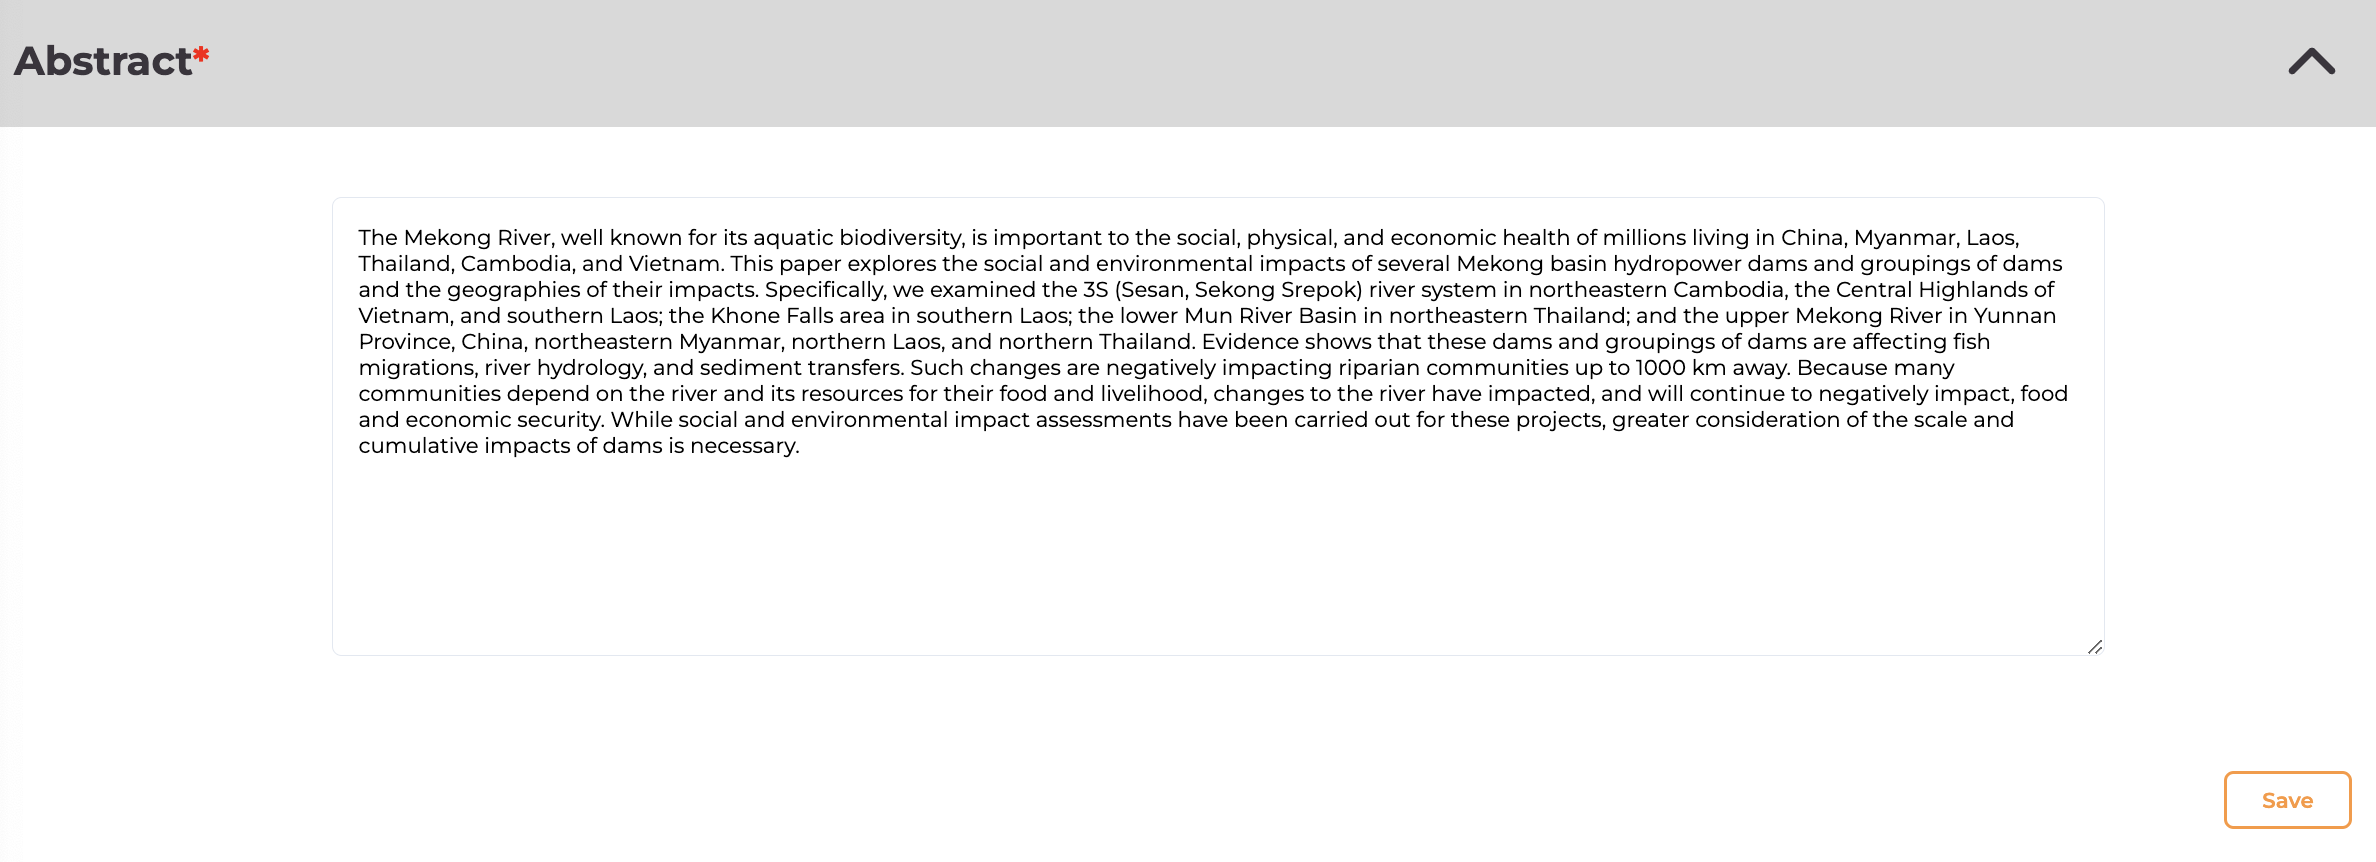 Abstract*
The Mekong River, well known for its aquatic biodiversity, is important to the social, physical, and economic health of millions living in China, Myanmar, Laos,
Thailand, Cambodia, and Vietnam. This paper explores the social and environmental impacts of several Mekong basin hydropower dams and groupings of dams
and the geographies of their impacts. Specifically, we examined the 3S (Sesan, Sekong Srepok) river system in northeastern Cambodia, the Central Highlands of
Vietnam, and southern Laos; the Khone Falls area in southern Laos; the lower Mun River Basin in northeastern Thailand; and the upper Mekong River in Yunnan
Province, China, northeastern Myanmar, northern Laos, and northern Thailand. Evidence shows that these dams and groupings of dams are affecting fish
migrations, river hydrology, and sediment transfers. Such changes are negatively impacting riparian communities up to 1000 km away. Because many
communities depend on the river and its resources for their food and livelihood, changes to the river have impacted, and will continue to negatively impact, food
and economic security. While social and environmental impact assessments have been carried out for these projects, greater consideration of the scale and
cumulative impacts of dams is necessary.
Save